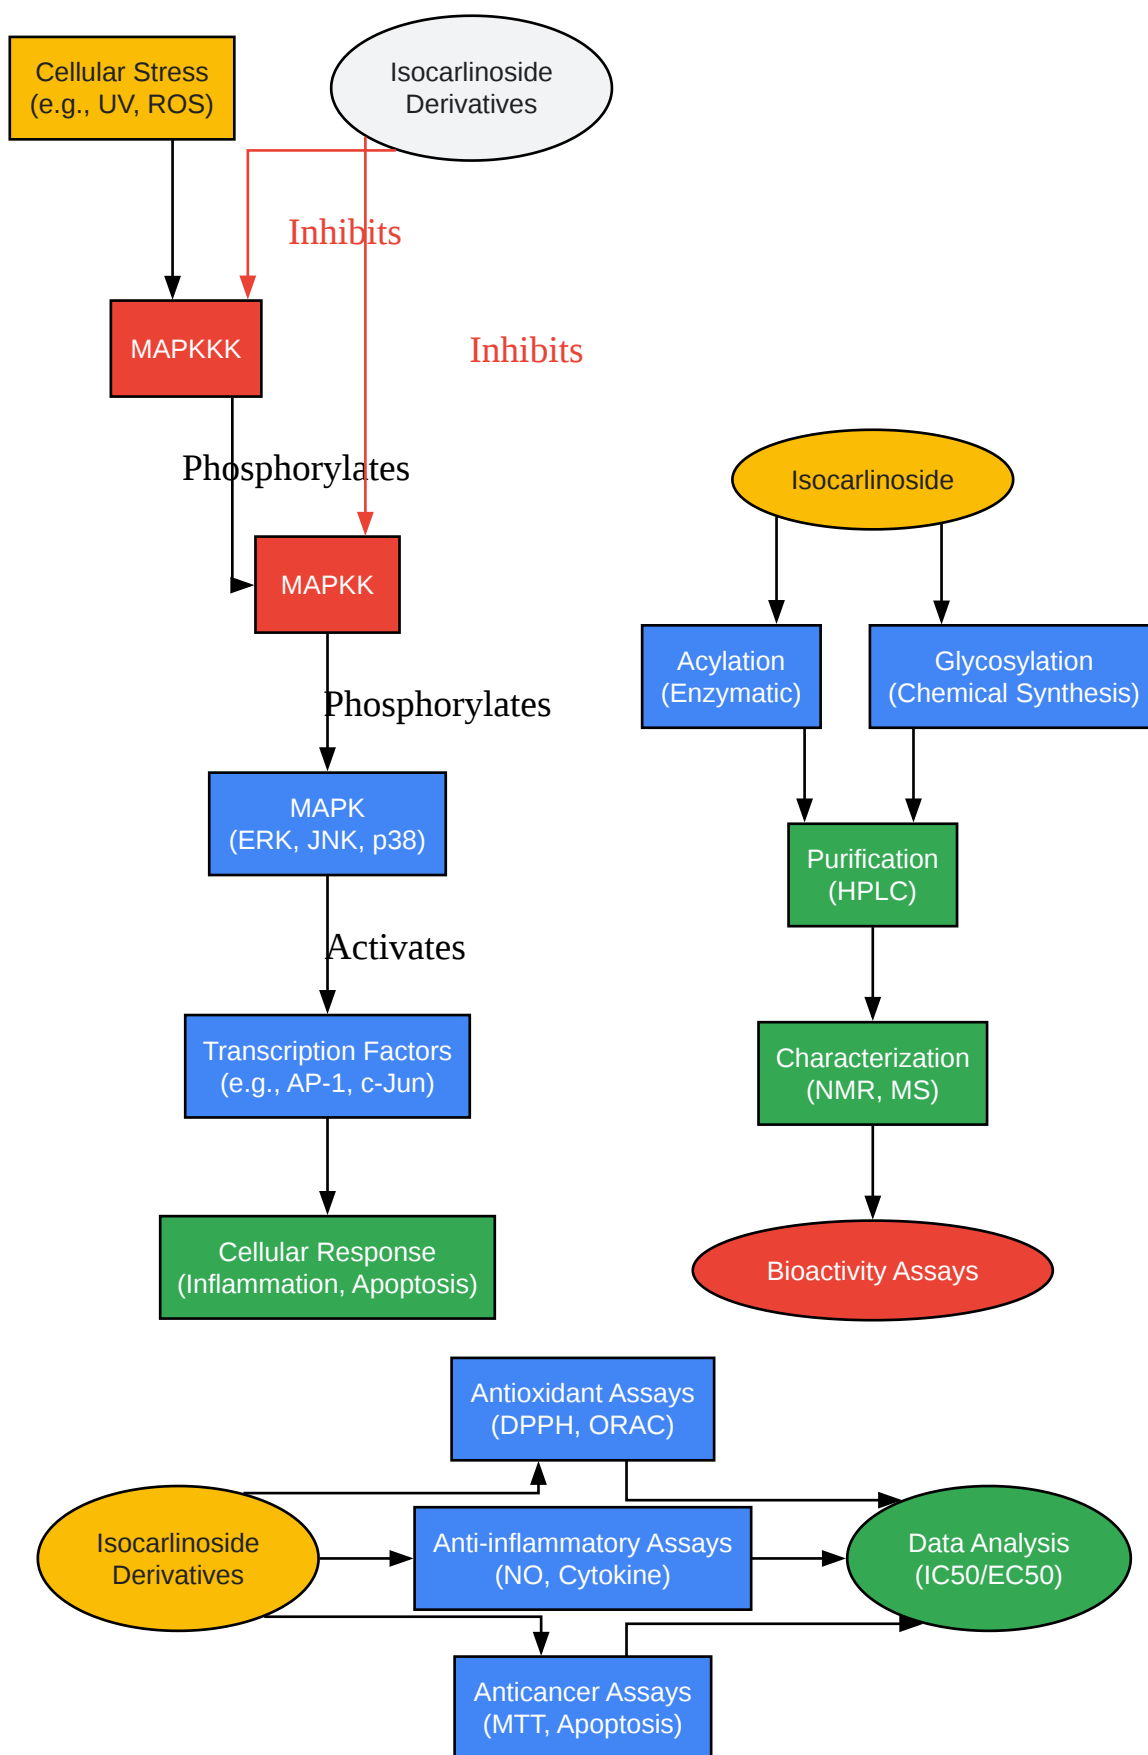 Cellular Stress
(e.g., UV, ROS)
Isocarlinoside
Derivatives
Inhibits
MAPKKK
Inhibits
Phosphorylates
MAPKK
Phosphorylates
MAPK
(ERK, JNK, p38)
Activates
Transcription Factors
(e.g., AP-1, c-Jun)
Cellular Response
(Inflammation, Apoptosis)
Isocarlinoside
Acylation
(Enzymatic)
Glycosylation
(Chemical Synthesis)
Purification
(HPLC)
Characterization
(NMR, MS)
Bioactivity Assays
Isocarlinoside
Derivatives
Antioxidant Assays
(DPPH, ORAC)
Anti-inflammatory Assays
(NO, Cytokine)
Anticancer Assays
(MTT, Apoptosis)
Data Analysis
(IC50/EC50)